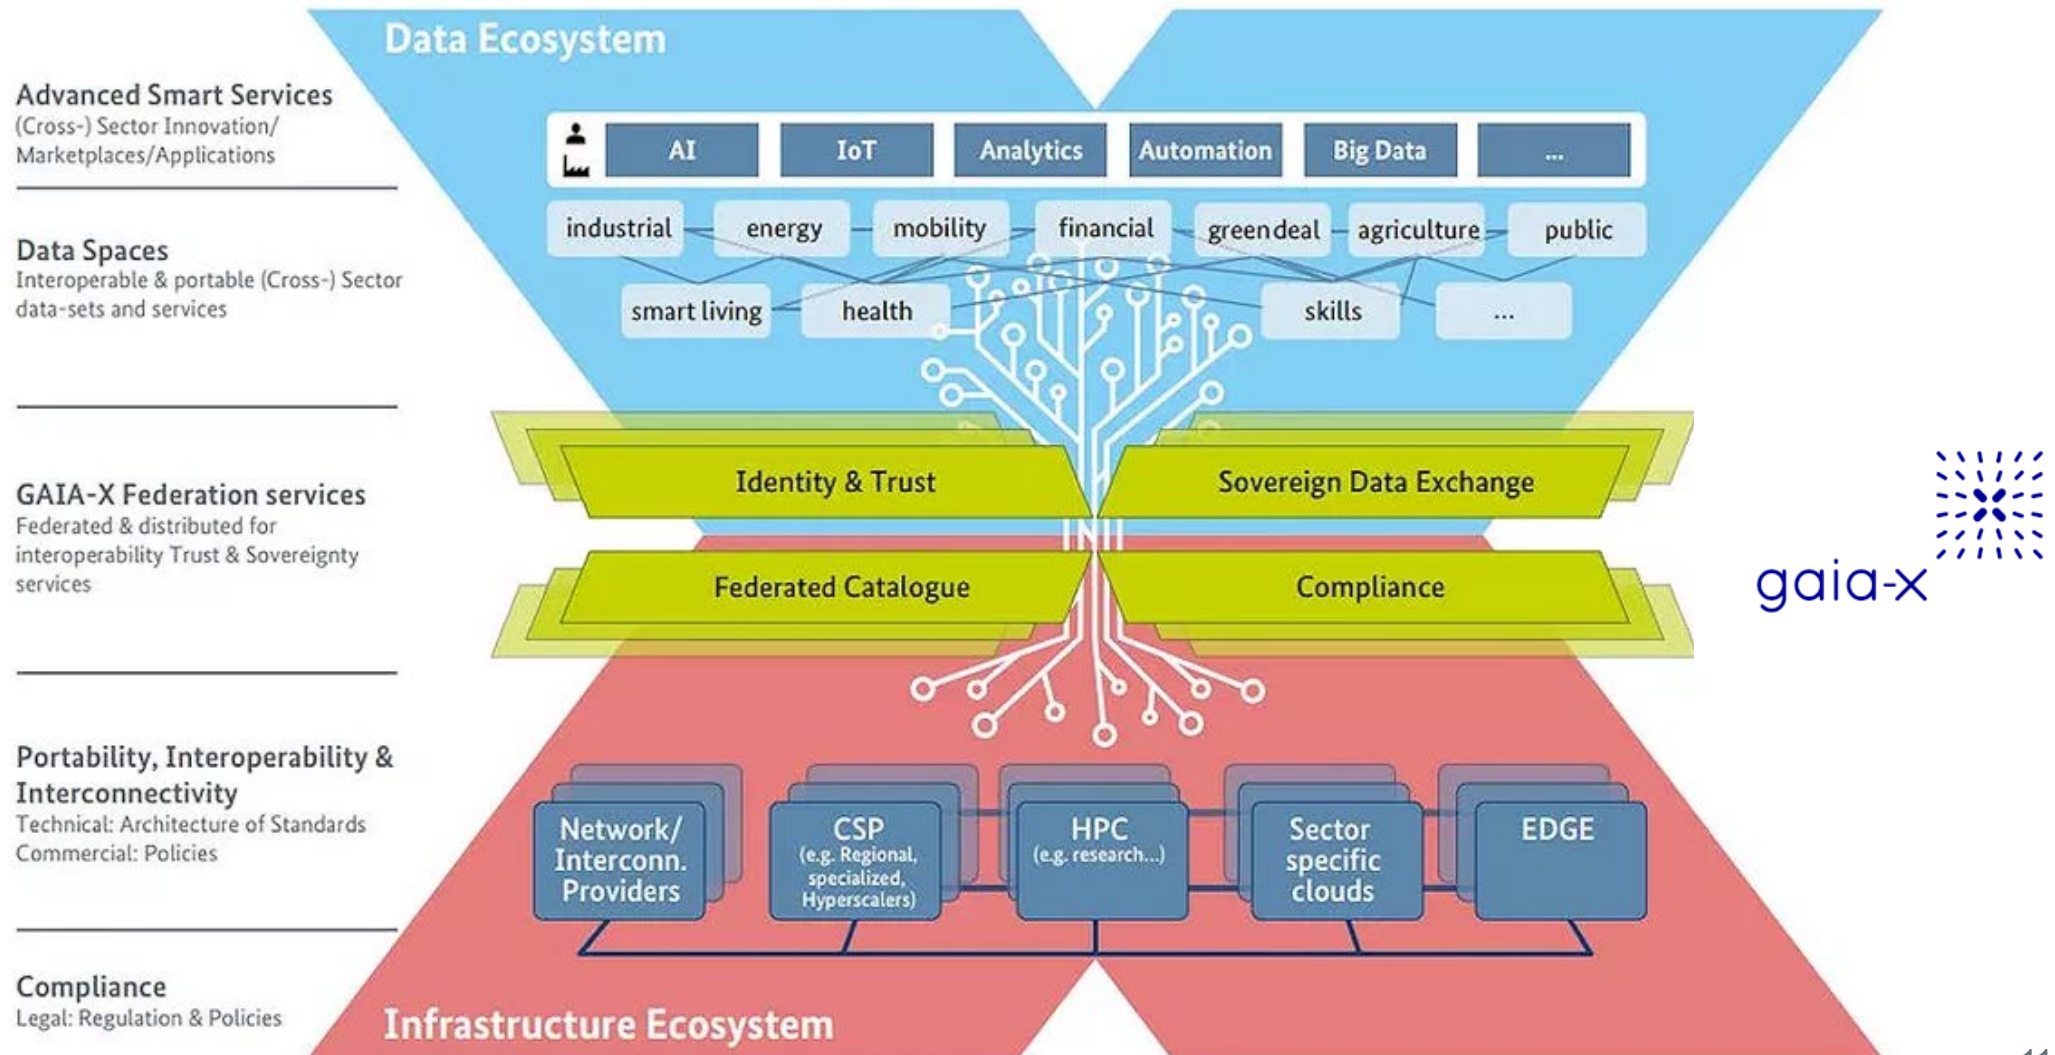 Data Ecosystem
Advanced Smart Services
(Cross-) Sector Innovation/
Marketplaces/Applications
AI
IoT
Analytics
Automation
Big Data
...
Data Spaces
Interoperable & portable (Cross-) Sector
data-sets and services
industrial
energy
mobility
financial
green deal
agriculture
public
smart living
health
skills
...
GAIA-X Federation services
Federated & distributed for
interoperability Trust & Sovereignty
services
Identity & Trust
Sovereign Data Exchange
Federated Catalogue
Compliance
gaia-x
Portability, Interoperability &
Interconnectivity
Technical: Architecture of Standards
Commercial: Policies
Network/
Interconn.
Providers
CSP
(e.g. Regional,
specialized,
Hyperscalers)
HPC
(e.g. research...)
Sector
specific
clouds
EDGE
Compliance
Legal: Regulation & Policies
Infrastructure Ecosystem